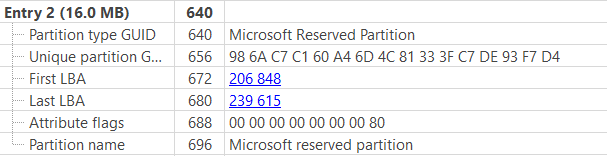 Entry 2 (16.0 MB) 640
Partition type GUID 640 Microsoft Reserved Partition
Unique partition G... 656 98 6A C7 C1 60 A4 6D 4C 81 33 3F C7 DE 93 F7 D4
First LBA 672 206 848
Last LBA 680 239 615
Attribute flags 688 00 00 00 00 00 00 00 80
Partition name 696 Microsoft reserved partition